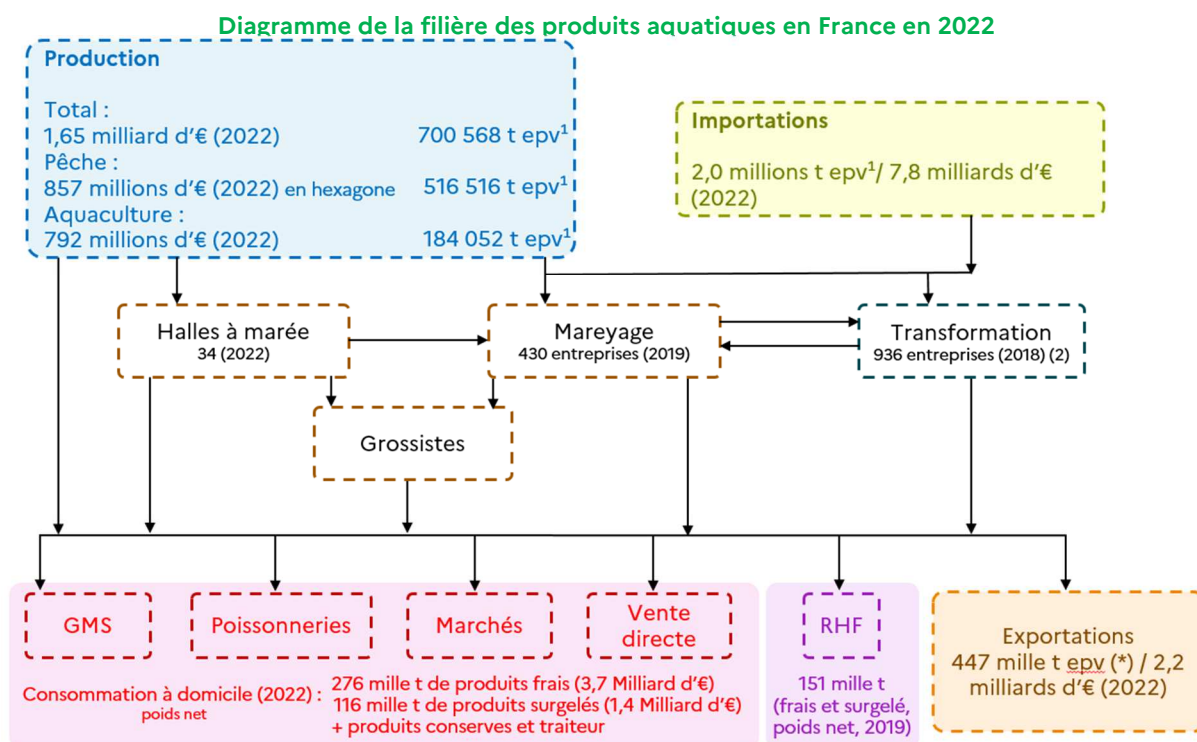 Diagramme de la filière des produits aquatiques en France en 2022
Production
Total :
1,65 milliard d’€ (2022) 700 568 t epv¹
Pêche :
857 millions d’€ (2022) en hexagone 516 516 t epv¹
Aquaculture :
792 millions d’€ (2022) 184 052 t epv¹
Importations
2,0 millions t epv¹/ 7,8 milliards d’€
(2022)
Halles à marée
34 (2022)
Mareyage
430 entreprises (2019)
Transformation
936 entreprises (2018) (2)
Grossistes
GMS
Poissonneries
Marchés
Vente
directe
RHF
Exportations
447 mille t epv (*) / 2,2
milliards d’€ (2022)
Consommation à domicile (2022) :
poids net
276 mille t de produits frais (3,7 Milliard d’€)
116 mille t de produits surgelés (1,4 Milliard d’€)
+ produits conserves et traiteur
151 mille t
(frais et surgelé,
poids net, 2019)